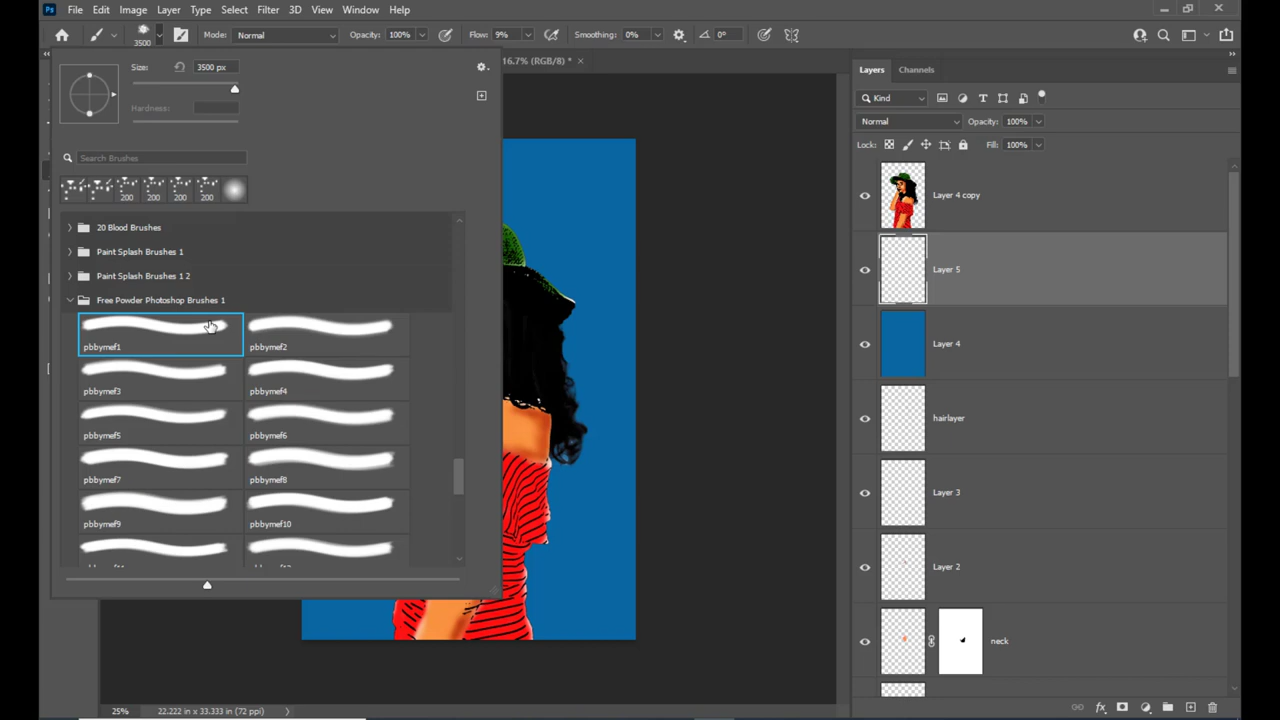 Ps File Edit Image Layer Type Select Filter 3D View Window Help
3500 Mode: Normal Opacity: 100% Flow: 9% Smoothing: 0% 0°
16.7% (RGB/8) *
Size: 3500 px
Hardness:
Search Brushes
200 200 200 200
20 Blood Brushes
Paint Splash Brushes 1
Paint Splash Brushes 1 2
Free Powder Photoshop Brushes 1
pbbymef1 pbbymef2
pbbymef3 pbbymef4
pbbymef5 pbbymef6
pbbymef7 pbbymef8
pbbymef9 pbbymef10
Layers Channels
Kind
Normal Opacity: 100%
Lock: Fill: 100%
Layer 4 copy
Layer 5
Layer 4
hairlayer
Layer 3
Layer 2
neck
25% 22.222 in x 33.333 in (72 ppi)